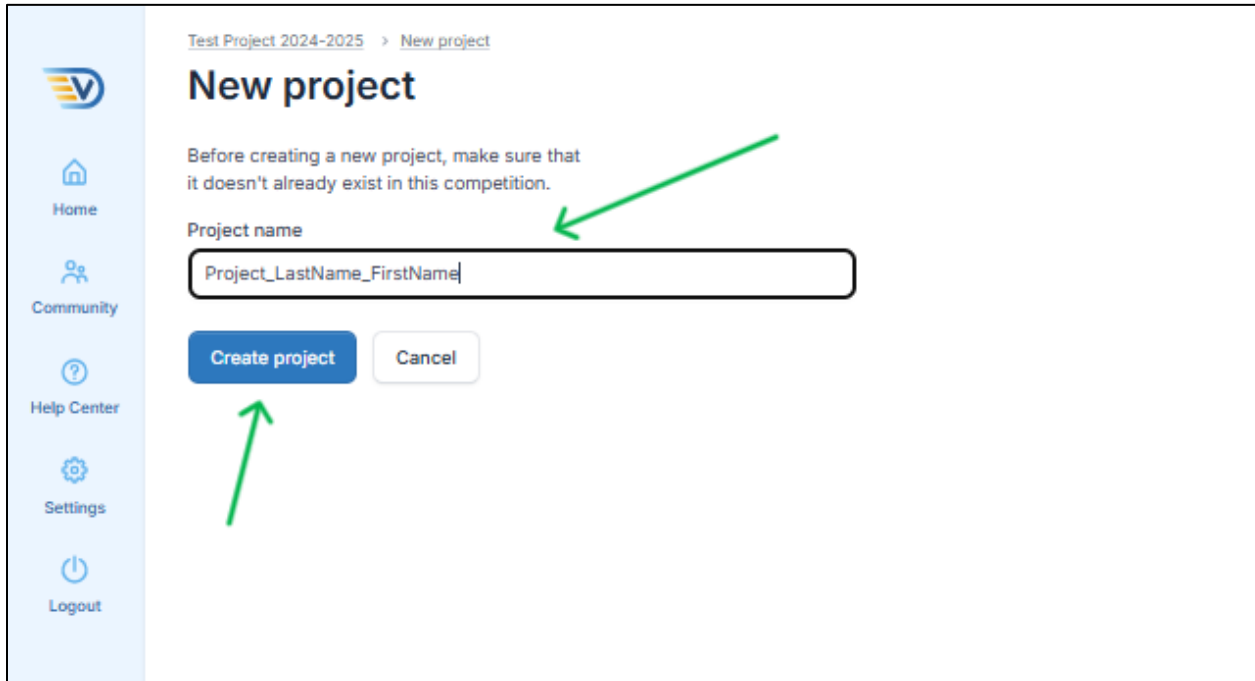 Test Project 2024-2025 > New project
New project
Before creating a new project, make sure that
it doesn't already exist in this competition.
Project name
Project_LastName_FirstName
Create project
Cancel
V
Home
Community
Help Center
Settings
Logout